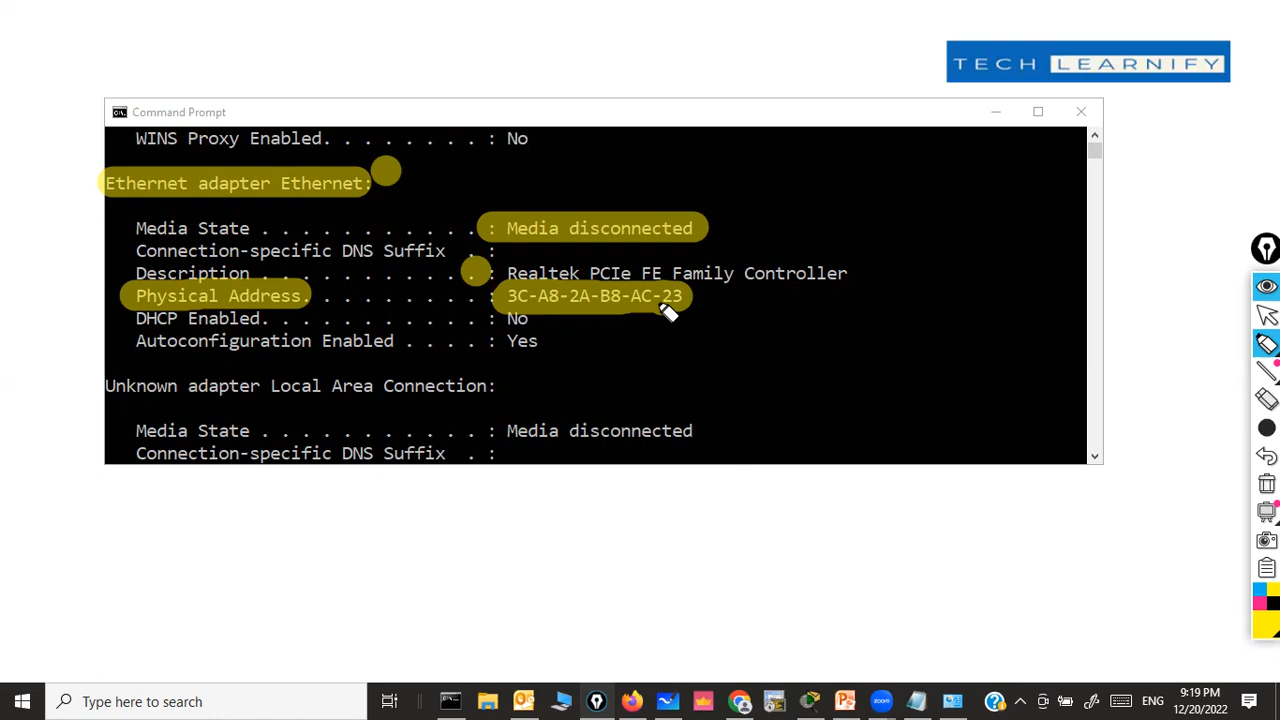 TECH LEARNIFY
Command Prompt
WINS Proxy Enabled. . . . . . . . : No
Ethernet adapter Ethernet:
Media State . . . . . . . . . . . : Media disconnected
Connection-specific DNS Suffix  . :
Description . . . . . . . . . . . : Realtek PCIe FE Family Controller
Physical Address. . . . . . . . . : 3C-A8-2A-B8-AC-23
DHCP Enabled. . . . . . . . . . . : No
Autoconfiguration Enabled . . . . : Yes
Unknown adapter Local Area Connection:
Media State . . . . . . . . . . . : Media disconnected
Connection-specific DNS Suffix  . :
Type here to search
ENG
9:19 PM
12/20/2022